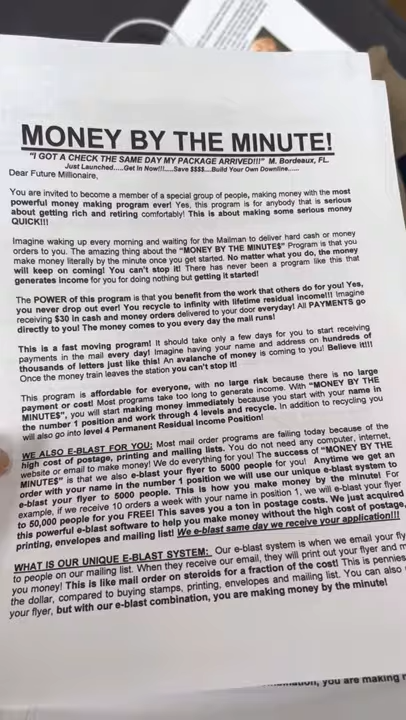 MONEY BY THE MINUTE!
"I GOT A CHECK THE SAME DAY MY PACKAGE ARRIVED!!!" M. Bordeaux, FL.
Just Launched.....Get In Now!!!....Save $$$$...Build Your Own Downline.....
Dear Future Millionaire,
You are invited to become a member of a special group of people, making money with the most
powerful money making program ever! Yes, this program is for anybody that is serious
about getting rich and retiring comfortably! This is about making some serious money
QUICK!!!
Imagine waking up every morning and waiting for the Mailman to deliver hard cash or money
orders to you. The amazing thing about the "MONEY BY THE MINUTE$" Program is that you
make money literally by the minute once you get started. No matter what you do, the money
will keep on coming! You can't stop it! There has never been a program like this that
generates income for you for doing nothing but getting it started!
The POWER of this program is that you benefit from the work that others do for you! Yes,
you never drop out ever! You recycle to infinity with lifetime residual income!!! Imagine
receiving $30 in cash and money orders delivered to your door everyday! All PAYMENTS go
directly to you! The money comes to you every day the mail runs!
This is a fast moving program! It should take only a few days for you to start receiving
payments in the mail every day! Imagine having your name and address on hundreds of
thousands of letters just like this! An avalanche of money is coming to you! Believe it!!!
Once the money train leaves the station you can't stop it!
This program is affordable for everyone, with no large risk because there is no large
payment or cost! Most programs take too long to generate income. With "MONEY BY THE
MINUTE$", you will start making money immediately because you start with your name in
the number 1 position and work through 4 levels and recycle. In addition to recycling you
will also go into level 4 Permanent Residual Income Position!
WE ALSO E-BLAST FOR YOU: Most mail order programs are failing today because of the
high cost of postage, printing and mailing lists. You do not need any computer, internet,
website or email to make money! We do everything for you! The success of "MONEY BY THE
MINUTE$" is that we also e-blast your flyer to 5000 people for you! Anytime we get an
order with your name in the number 1 position we will use our unique e-blast system to
e-blast your flyer to 5000 people. This is how you make money by the minute! For
example, if we receive 10 orders a week with your name in position 1, we will e-blast your flyer
to 50,000 people for you FREE! This saves you a ton in postage costs. We just acquired
this powerful e-blast software to help you make money without the high cost of postage,
printing, envelopes and mailing list! We e-blast same day we receive your application!!!
WHAT IS OUR UNIQUE E-BLAST SYSTEM: Our e-blast system is when we email your fly
to people on our mailing list. When they receive our email, they will print out your flyer and m
you money! This is like mail order on steroids for a fraction of the cost! This is pennies
the dollar, compared to buying stamps, printing, envelopes and mailing list. You can also
your flyer, but with our e-blast combination, you are making money by the minute!
you are making